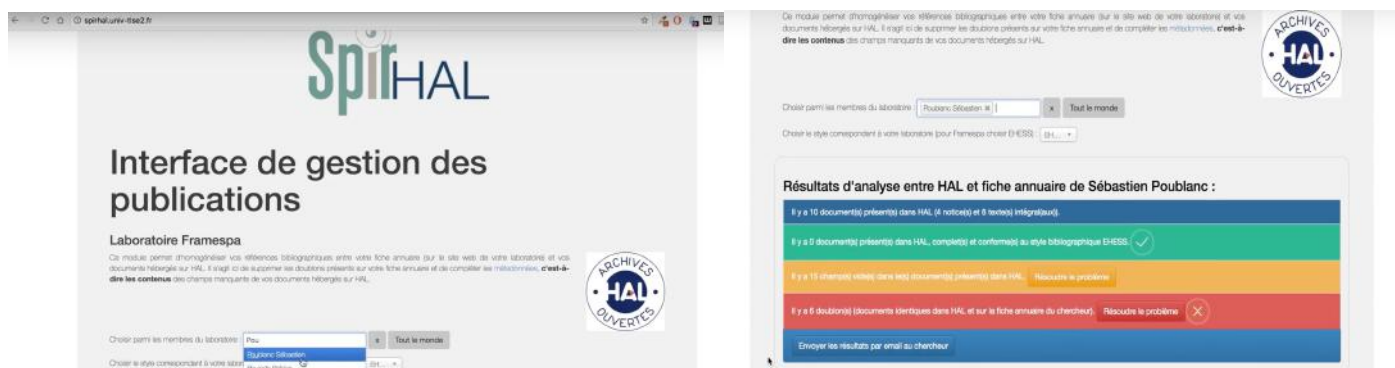 spirhal.univ-tlse2.fr
SpirHAL
Interface de gestion des
publications
Laboratoire Framespa
Ce module permet d'homogénéiser vos références bibliographiques entre votre fiche annuaire (sur le site web de votre laboratoire) et vos
documents hébergés sur HAL. Il s'agit ici de supprimer les doublons présents sur votre fiche annuaire et de compléter les métadonnées, c'est-à-
dire les contenus des champs manquants de vos documents hébergés sur HAL.
ARCHIVES
HAL
OUVERTES
Choisir parmi les membres du laboratoire : Pou x Tout le monde
Poublanc Sébastien
Choisir le style correspondant à votre labor EH...
Ce module permet d'homogénéiser vos références bibliographiques entre votre fiche annuaire (sur le site web de votre laboratoire) et vos
documents hébergés sur HAL. Il s'agit ici de supprimer les doublons présents sur votre fiche annuaire et de compléter les métadonnées, c'est-à-
dire les contenus des champs manquants de vos documents hébergés sur HAL.
ARCHIVES
HAL
OUVERTES
Choisir parmi les membres du laboratoire : Poublanc Sébastien x x Tout le monde
Choisir le style correspondant à votre laboratoire (pour Framespa choisir EHESS) : EH...
Résultats d'analyse entre HAL et fiche annuaire de Sébastien Poublanc :
Il y a 10 document(s) présent(s) dans HAL (4 notice(s) et 6 texte(s) intégral(aux)).
Il y a 0 document(s) présent(s) dans HAL, complet(s) et conforme(s) au style bibliographique EHESS.
Il y a 15 champ(s) vide(s) dans le(s) document(s) présent(s) dans HAL. Résoudre le problème
Il y a 6 doublon(s) (documents identiques dans HAL et sur la fiche annuaire du chercheur). Résoudre le problème
Envoyer les résultats par email au chercheur